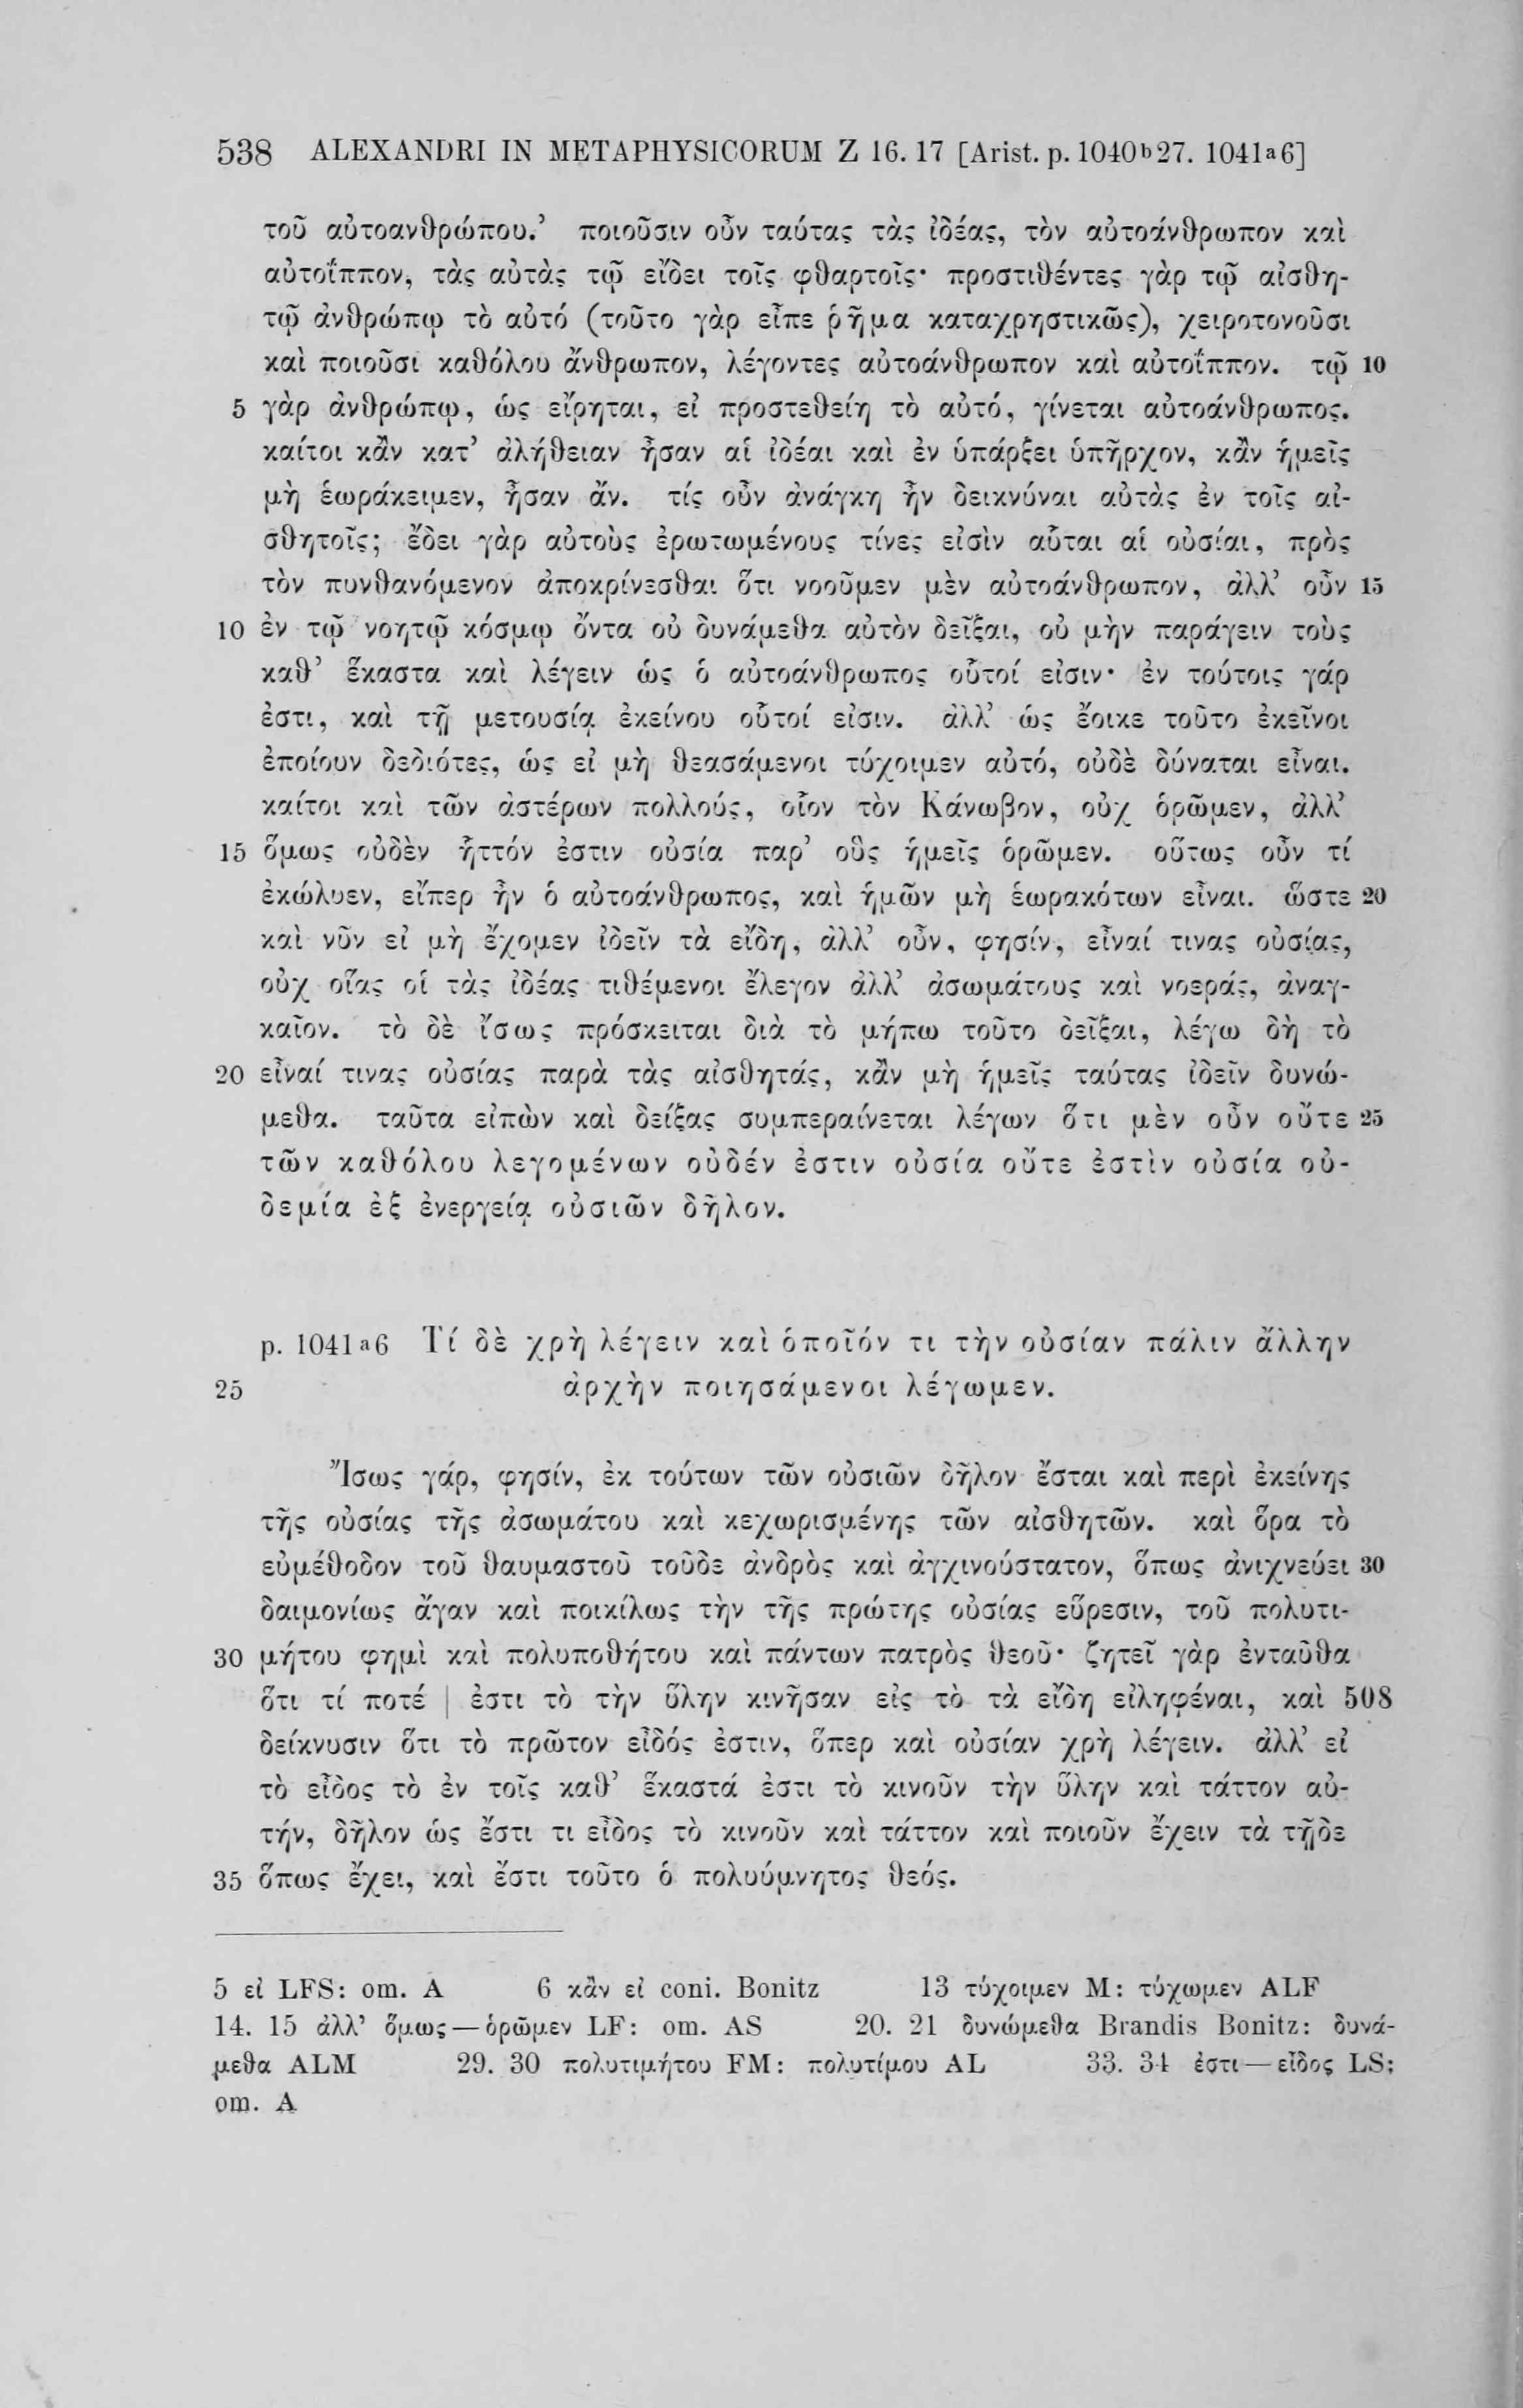 538 ALEXANDRI IN METAPHYSICORUM Z 16. 17 [Arist. p. 1040ᵇ27. 1041ᵃ6]
τοῦ αὐτοανθρώπου.’ ποιοῦσιν οὖν ταύτας τὰς ἰδέας, τὸν αὐτοάνθρωπον καὶ
αὐτοΐππον, τὰς αὐτὰς τῷ εἴδει τοῖς φθαρτοῖς· προστιθέντες γὰρ τῷ αἰσθη-
τῷ ἀνθρώπῳ τὸ αὐτό (τοῦτο γὰρ εἶπε ῥῆμα καταχρηστικῶς), χειροτονοῦσι
καὶ ποιοῦσι καθόλου ἄνθρωπον, λέγοντες αὐτοάνθρωπον καὶ αὐτοΐππον. τῷ 10
5 γὰρ ἀνθρώπῳ, ὡς εἴρηται, εἰ προστεθείη τὸ αὐτό, γίνεται αὐτοάνθρωπος.
καίτοι κἂν κατ’ ἀλήθειαν ἦσαν αἱ ἰδέαι καὶ ἐν ὑπάρξει ὑπῆρχον, κἂν ἡμεῖς
μὴ ἑωράκειμεν, ἦσαν ἄν. τίς οὖν ἀνάγκη ἦν δεικνύναι αὐτὰς ἐν τοῖς αἰ-
σθητοῖς; ἔδει γὰρ αὐτοὺς ἐρωτωμένους τίνες εἰσὶν αὗται αἱ οὐσίαι, πρὸς
τὸν πυνθανόμενον ἀποκρίνεσθαι ὅτι νοοῦμεν μὲν αὐτοάνθρωπον, ἀλλ’ οὖν 15
10 ἐν τῷ νοητῷ κόσμῳ ὄντα οὐ δυνάμεθα αὐτὸν δεῖξαι, οὐ μὴν παράγειν τοὺς
καθ’ ἕκαστα καὶ λέγειν ὡς ὁ αὐτοάνθρωπος οὗτοί εἰσιν· ἐν τούτοις γάρ
ἐστι, καὶ τῇ μετουσίᾳ ἐκείνου οὗτοί εἰσιν. ἀλλ’ ὡς ἔοικε τοῦτο ἐκεῖνοι
ἐποίουν δεδιότες, ὡς εἰ μὴ θεασάμενοι τύχοιμεν αὐτό, οὐδὲ δύναται εἶναι.
καίτοι καὶ τῶν ἀστέρων πολλούς, οἷον τὸν Κάνωβον, οὐχ ὁρῶμεν, ἀλλ’
15 ὅμως οὐδὲν ἧττόν ἐστιν οὐσία παρ’ οὓς ἡμεῖς ὁρῶμεν. οὕτως οὖν τί
ἐκώλυεν, εἴπερ ἦν ὁ αὐτοάνθρωπος, καὶ ἡμῶν μὴ ἑωρακότων εἶναι. ὥστε 20
καὶ νῦν εἰ μὴ ἔχομεν ἰδεῖν τὰ εἴδη, ἀλλ’ οὖν, φησίν, εἶναί τινας οὐσίας,
οὐχ οἵας οἱ τὰς ἰδέας τιθέμενοι ἔλεγον ἀλλ’ ἀσωμάτους καὶ νοεράς, ἀναγ-
καῖον. τὸ δὲ ἴσως πρόσκειται διὰ τὸ μήπω τοῦτο δεῖξαι, λέγω δὴ τὸ
20 εἶναί τινας οὐσίας παρὰ τὰς αἰσθητάς, κἂν μὴ ἡμεῖς ταύτας ἰδεῖν δυνώ-
μεθα. ταῦτα εἰπὼν καὶ δείξας συμπεραίνεται λέγων ὅτι μὲν οὖν οὔτε 25
τῶν καθόλου λεγομένων οὐδέν ἐστιν οὐσία οὔτε ἐστὶν οὐσία οὐ-
δεμία ἐξ ἐνεργείᾳ οὐσιῶν δῆλον.
p. 1041ᵃ6 Τί δὲ χρὴ λέγειν καὶ ὁποῖόν τι τὴν οὐσίαν πάλιν ἄλλην
25 ἀρχὴν ποιησάμενοι λέγωμεν.
Ἴσως γάρ, φησίν, ἐκ τούτων τῶν οὐσιῶν δῆλον ἔσται καὶ περὶ ἐκείνης
τῆς οὐσίας τῆς ἀσωμάτου καὶ κεχωρισμένης τῶν αἰσθητῶν. καὶ ὅρα τὸ
εὐμέθοδον τοῦ θαυμαστοῦ τοῦδε ἀνδρὸς καὶ ἀγχινούστατον, ὅπως ἀνιχνεύει 30
δαιμονίως ἄγαν καὶ ποικίλως τὴν τῆς πρώτης οὐσίας εὕρεσιν, τοῦ πολυτι-
30 μήτου φημὶ καὶ πολυποθήτου καὶ πάντων πατρὸς θεοῦ· ζητεῖ γὰρ ἐνταῦθα
ὅτι τί ποτέ | ἐστι τὸ τὴν ὕλην κινῆσαν εἰς τὸ τὰ εἴδη εἰληφέναι, καὶ 508
δείκνυσιν ὅτι τὸ πρῶτον εἶδός ἐστιν, ὅπερ καὶ οὐσίαν χρὴ λέγειν. ἀλλ’ εἰ
τὸ εἶδος τὸ ἐν τοῖς καθ’ ἕκαστά ἐστι τὸ κινοῦν τὴν ὕλην καὶ τάττον αὐ-
τήν, δῆλον ὡς ἔστι τι εἶδος τὸ κινοῦν καὶ τάττον καὶ ποιοῦν ἔχειν τὰ τῇδε
35 ὅπως ἔχει, καὶ ἔστι τοῦτο ὁ πολυύμνητος θεός.
5 εἰ LFS: om. A 6 κἂν εἰ coni. Bonitz 13 τύχοιμεν M: τύχωμεν ALF
14. 15 ἀλλ’ ὅμως — ὁρῶμεν LF: om. AS 20. 21 δυνώμεθα Brandis Bonitz: δυνά-
μεθα ALM 29. 30 πολυτιμήτου FM: πολυτίμου AL 33. 34 ἐστι — εἶδος LS:
om. A